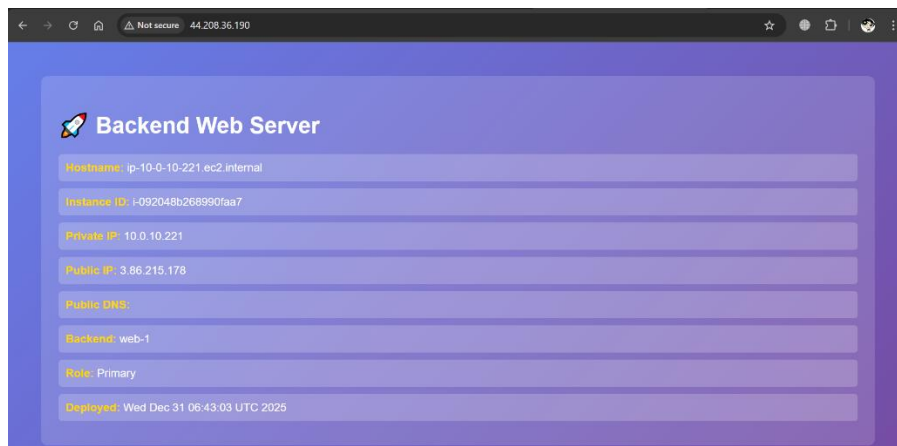 Not secure 44.208.36.190
🚀 Backend Web Server
Hostname: ip-10-0-10-221.ec2.internal
Instance ID: i-092048b268990faa7
Private IP: 10.0.10.221
Public IP: 3.86.215.178
Public DNS:
Backend: web-1
Role: Primary
Deployed: Wed Dec 31 06:43:03 UTC 2025